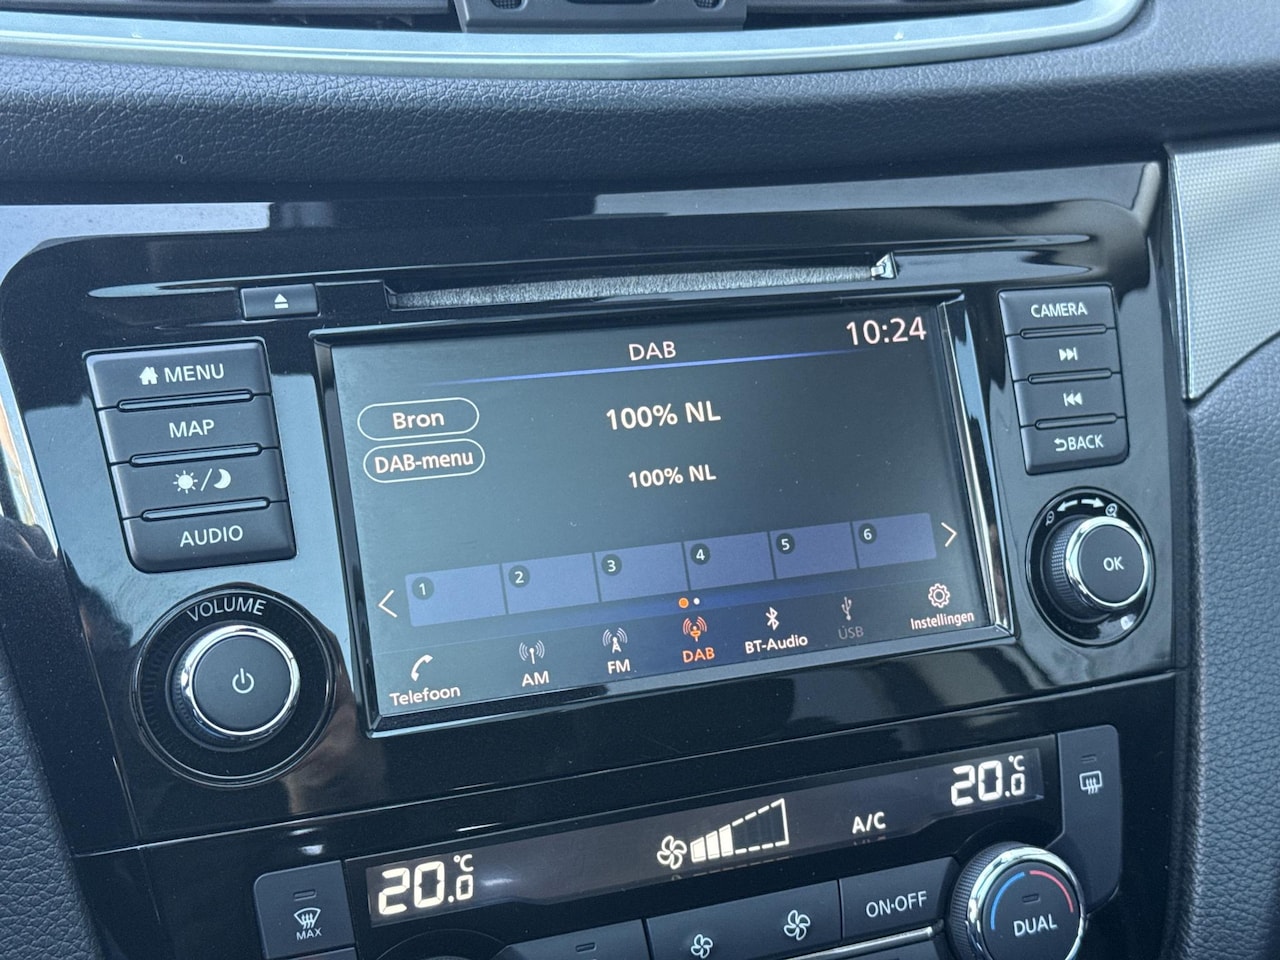 CAMERA
BACK
MENU
MAP
AUDIO
VOLUME
OK
DAB
10:24
Bron
100% NL
DAB-menu
100% NL
1 2 3 4 5 6
Telefoon AM FM DAB BT-Audio USB Instellingen
20.0°C A/C 20.0°C
MAX
ON·OFF
DUAL